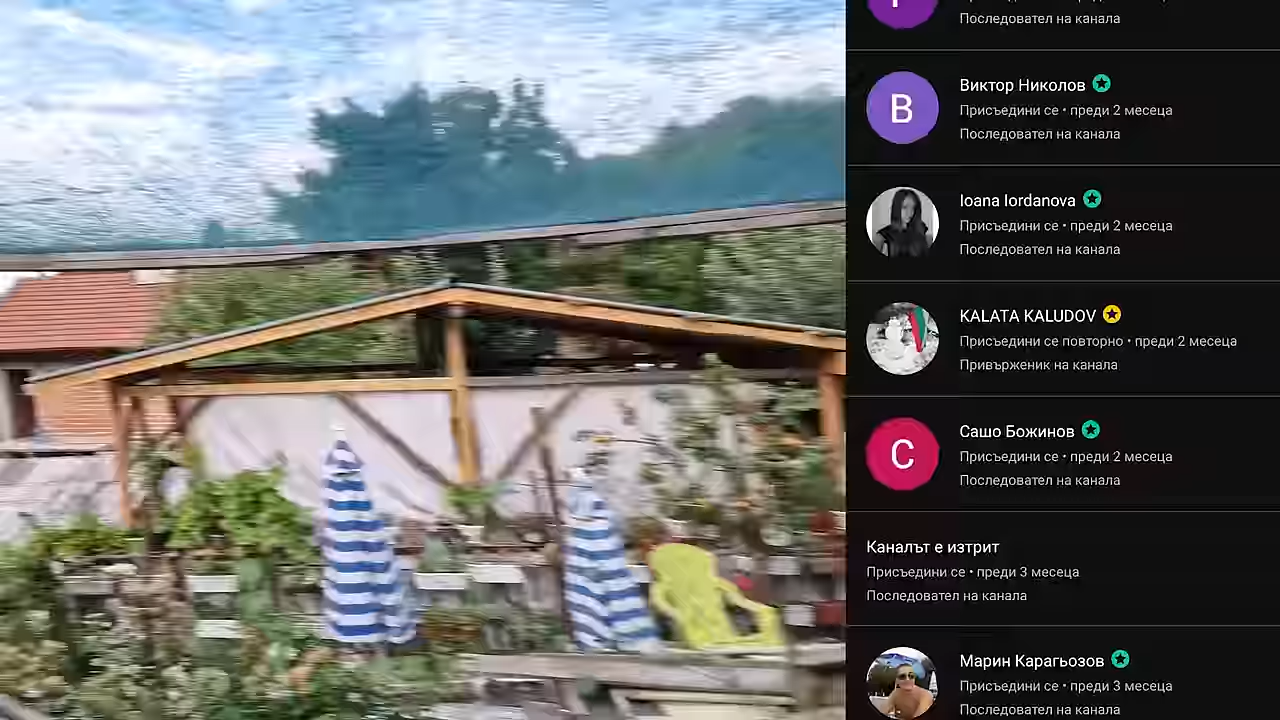 Последовател на канала
В
Виктор Николов
Присъедини се • преди 2 месеца
Последовател на канала
Ioana Iordanova
Присъедини се • преди 2 месеца
Последовател на канала
KALATA KALUDOV
Присъедини се повторно • преди 2 месеца
Привърженик на канала
С
Сашо Божинов
Присъедини се • преди 2 месеца
Последовател на канала
Каналът е изтрит
Присъедини се • преди 3 месеца
Последовател на канала
Марин Карагьозов
Присъедини се • преди 3 месеца
Последовател на канала